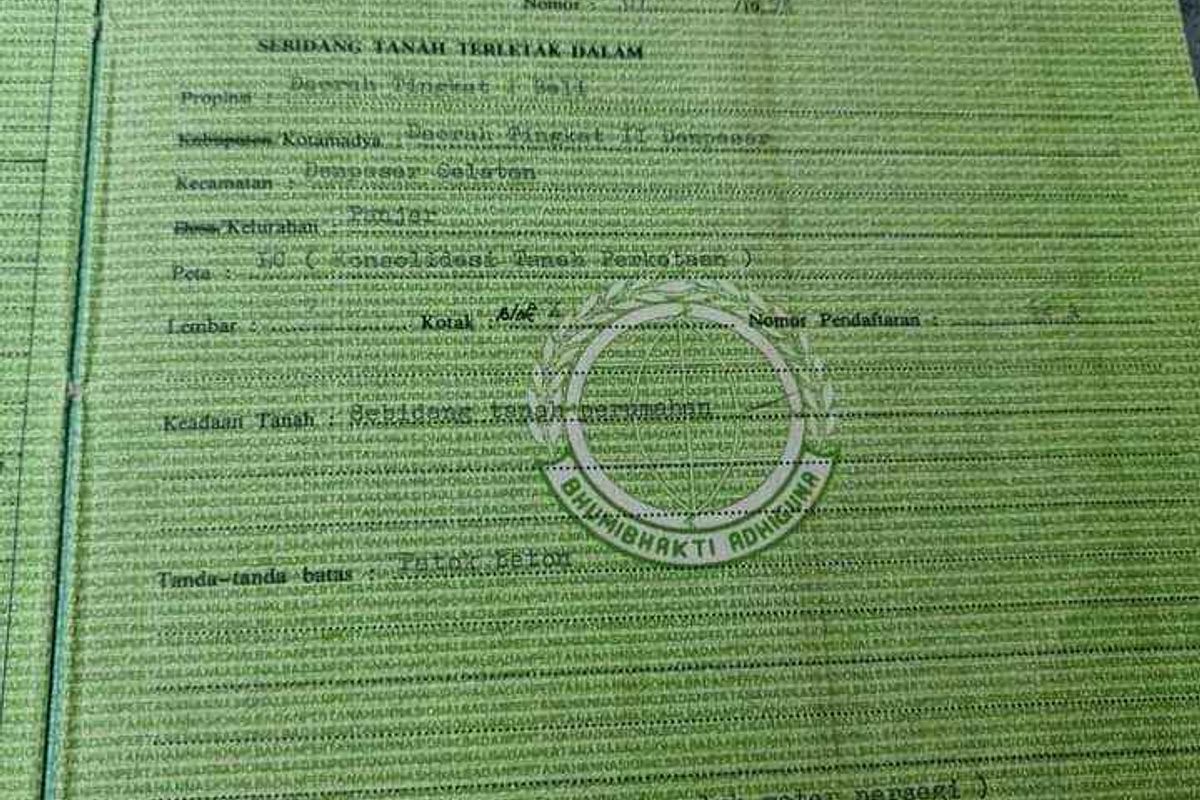 Nomor : /19
SEBIDANG TANAH TERLETAK DALAM
Propinsi : Daerah Tingkat I Bali
Kabupaten Kotamadya : Daerah Tingkat II Denpasar
Kecamatan : Denpasar Selatan
Desa/Kelurahan : Panjer
Peta : LC ( Konsolidasi Tanah Perkotaan )
Lembar : Kotak : Nomor Pendaftaran :
Keadaan Tanah : Sebidang tanah perumahan
BHUMIBHAKTI ADHIGUNA
Tanda-tanda batas : Patok beton
meter persegi )